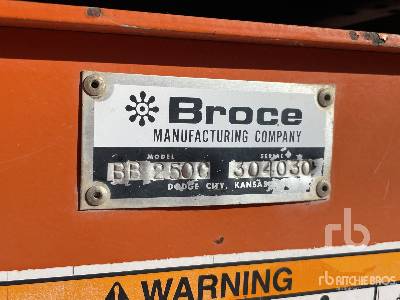 Broce
MANUFACTURING COMPANY
MODEL SERIAL
BB 250C 304030
DODGE CITY, KANSAS
WARNING
rb
RITCHIE BROS